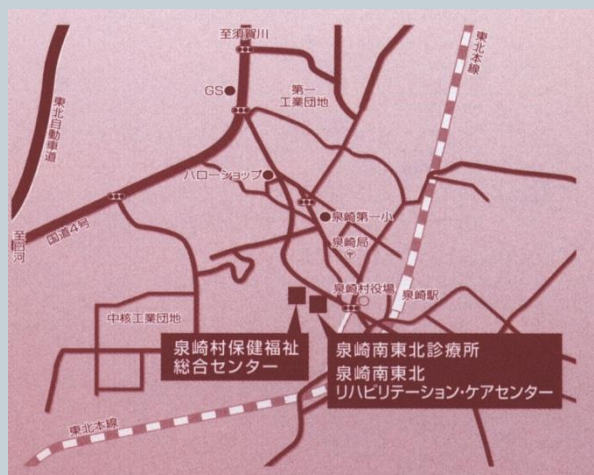 至須賀川
東北本線
GS
第一
工業団地
東北自動車道
ハローショップ
泉崎第一小
国道4号
至白河
泉崎局
泉崎村役場
泉崎駅
中核工業団地
泉崎村保健福祉
総合センター
泉崎南東北診療所
泉崎南東北
リハビリテーション・ケアセンター
東北本線